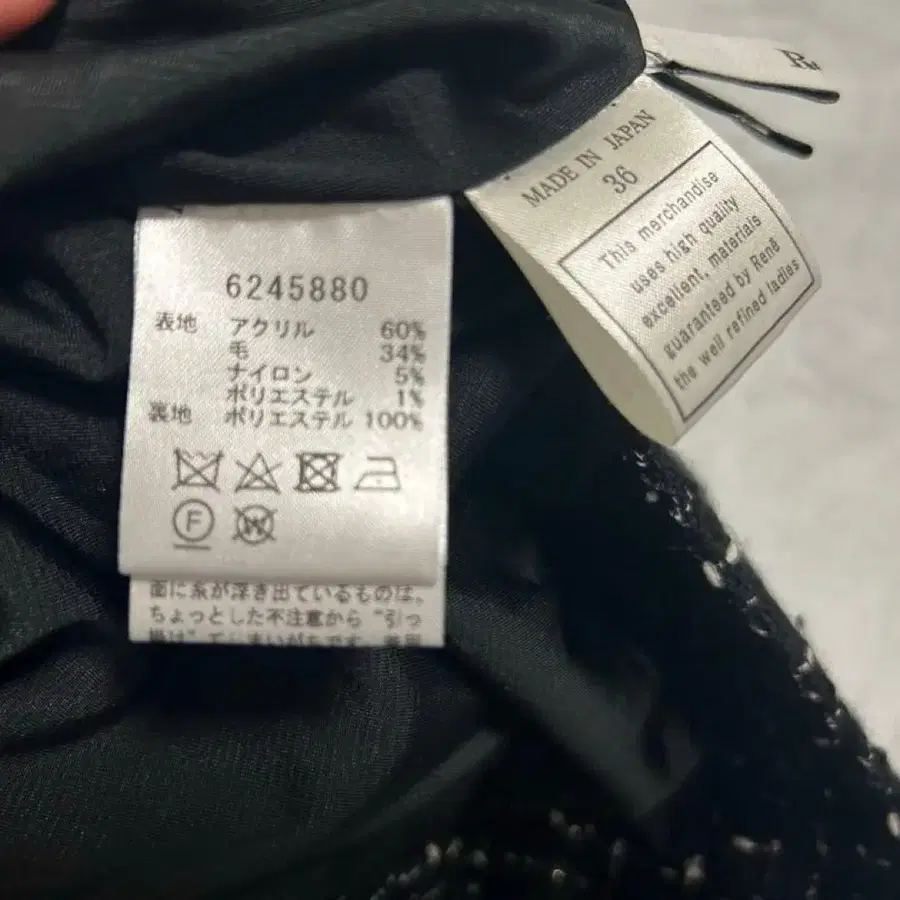 MADE IN JAPAN
36
This merchandise
uses high quality
excellent, materials
guaranteed by René
the well refined ladies
6245880
表地 アクリル 60%
毛 34%
ナイロン 5%
ポリエステル 1%
裏地 ポリエステル 100%
F
W
面に糸が浮き出ているものは、
ちょっとした不注意から“引っ